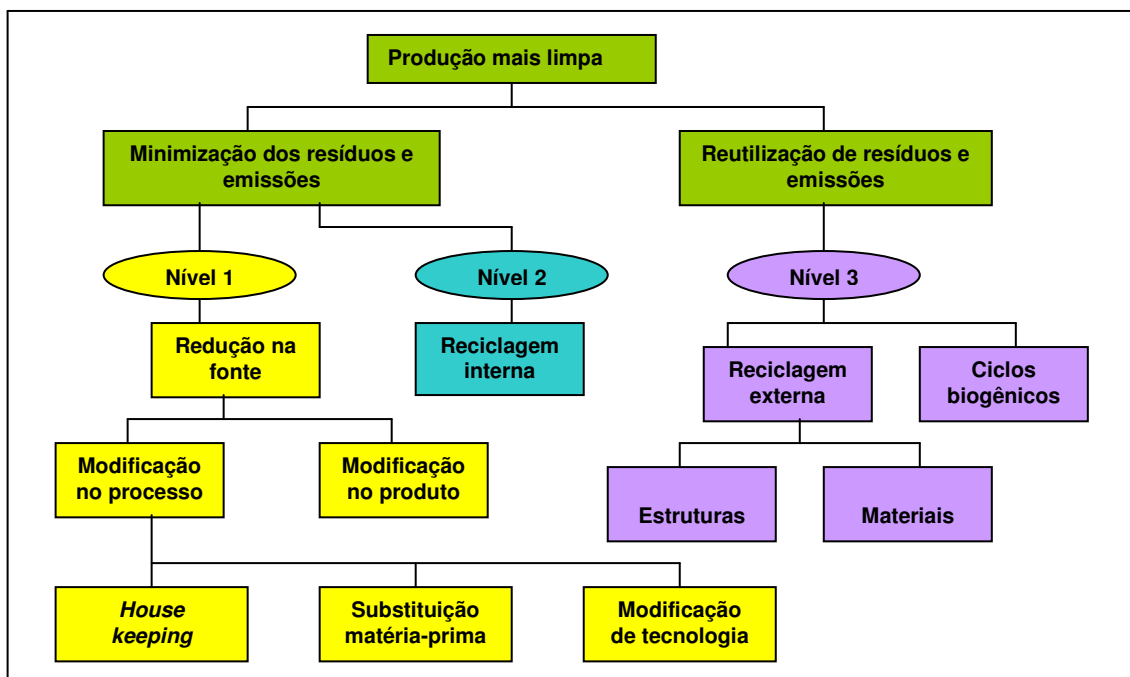 Produção mais limpa
Minimização dos resíduos e
emissões
Reutilização de resíduos e
emissões
Nível 1
Nível 2
Nível 3
Redução na
fonte
Reciclagem
interna
Reciclagem
externa
Ciclos
biogênicos
Modificação
no processo
Modificação
no produto
Estruturas
Materiais
House
keeping
Substituição
matéria-prima
Modificação
de tecnologia